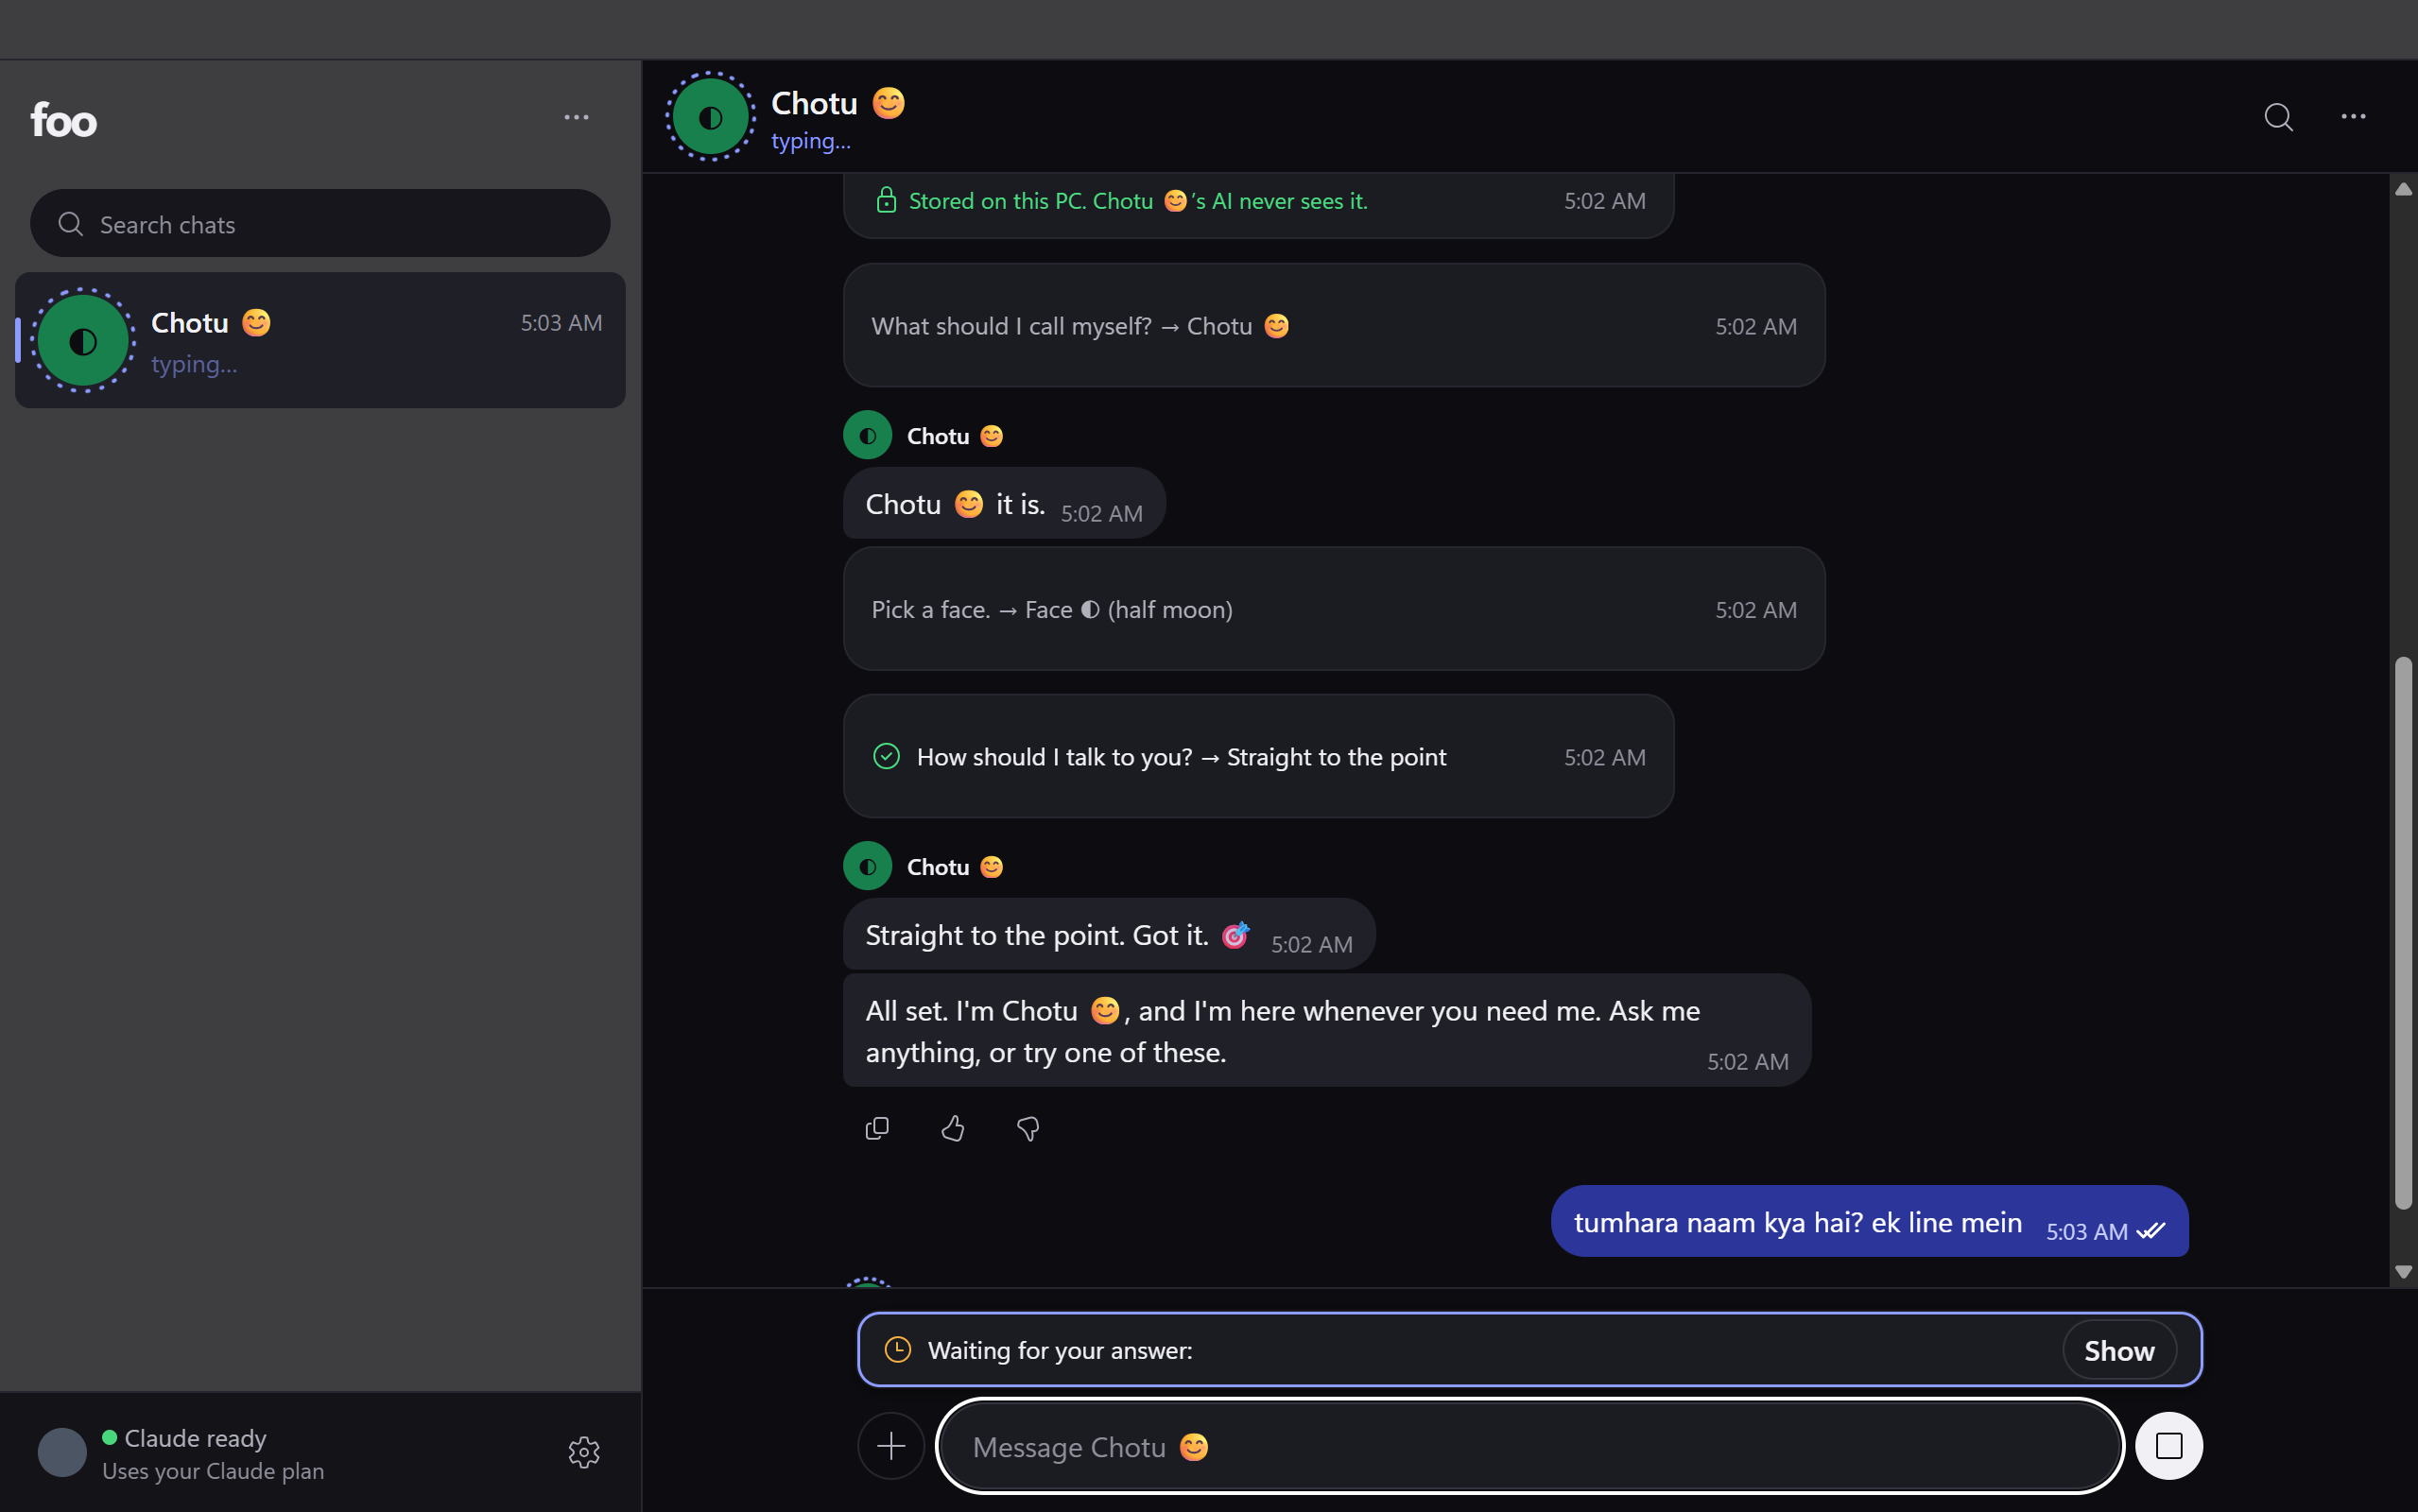 foo
Search chats
Chotu 😊
5:03 AM
typing...
Claude ready
Uses your Claude plan
Chotu 😊
typing...
Stored on this PC. Chotu 😊's AI never sees it. 5:02 AM
What should I call myself? → Chotu 😊 5:02 AM
Chotu 😊
Chotu 😊 it is. 5:02 AM
Pick a face. → Face ◐ (half moon) 5:02 AM
How should I talk to you? → Straight to the point 5:02 AM
Chotu 😊
Straight to the point. Got it. 🎯 5:02 AM
All set. I'm Chotu 😊, and I'm here whenever you need me. Ask me
anything, or try one of these. 5:02 AM
tumhara naam kya hai? ek line mein 5:03 AM
Waiting for your answer: Show
Message Chotu 😊